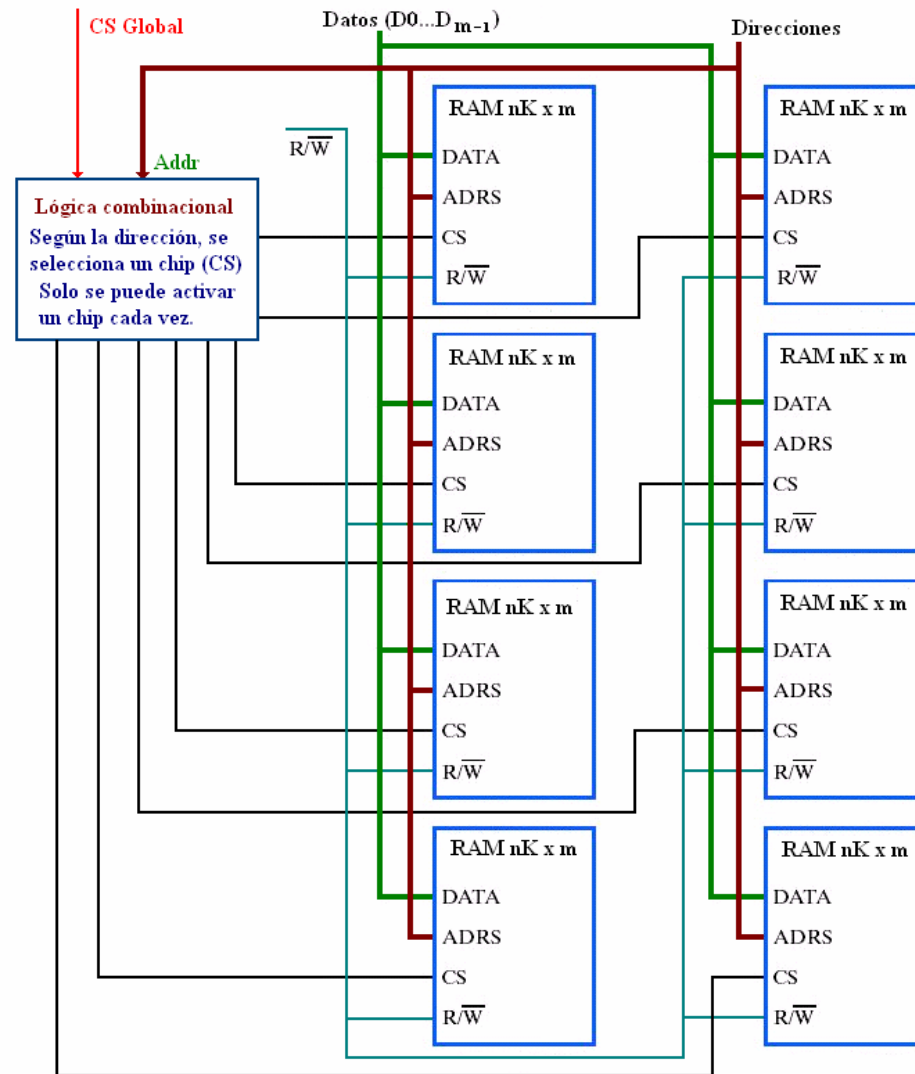 Datos (D0...D m-1)
Direcciones
CS Global
R/W̅
Addr
Lógica combinacional
Según la dirección, se
selecciona un chip (CS)
Solo se puede activar
un chip cada vez.
RAM nK x m
DATA
ADRS
CS
R/W̅
RAM nK x m
DATA
ADRS
CS
R/W̅
RAM nK x m
DATA
ADRS
CS
R/W̅
RAM nK x m
DATA
ADRS
CS
R/W̅
RAM nK x m
DATA
ADRS
CS
R/W̅
RAM nK x m
DATA
ADRS
CS
R/W̅
RAM nK x m
DATA
ADRS
CS
R/W̅
RAM nK x m
DATA
ADRS
CS
R/W̅